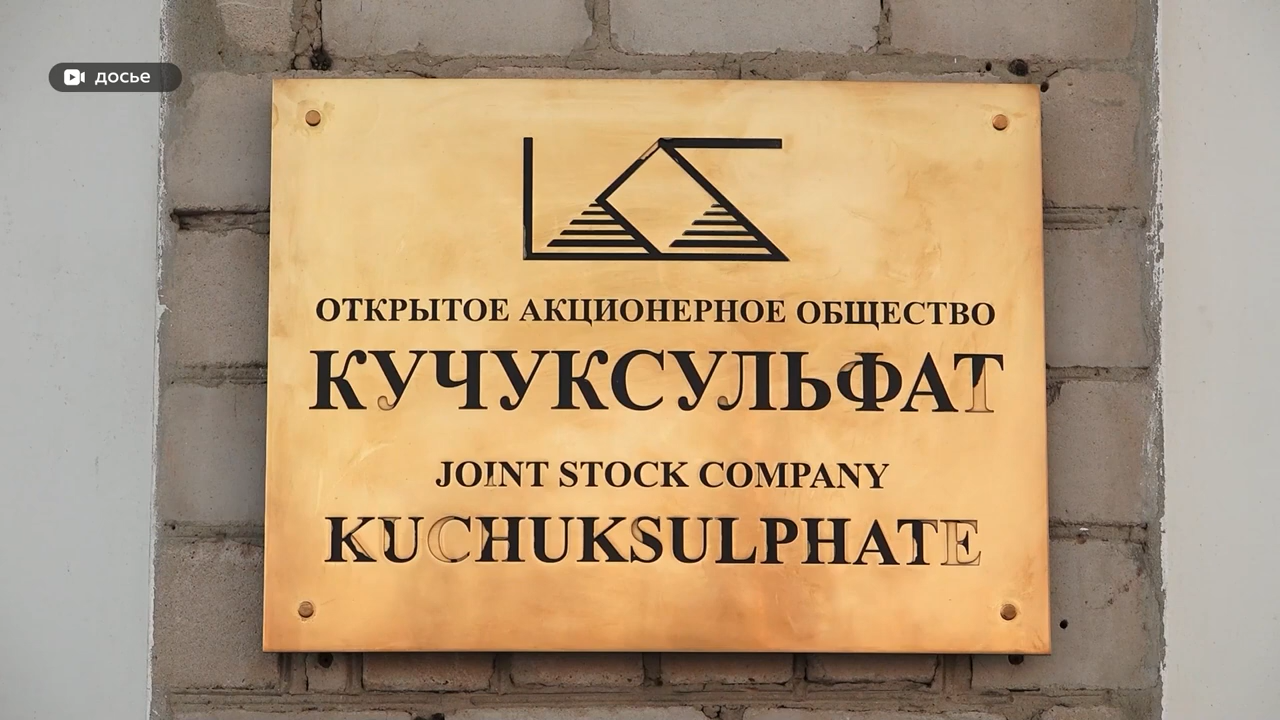 досье
ОТКРЫТОЕ АКЦИОНЕРНОЕ ОБЩЕСТВО
КУЧУКСУЛЬФАТ
JOINT STOCK COMPANY
KUCHUKSULPHATE